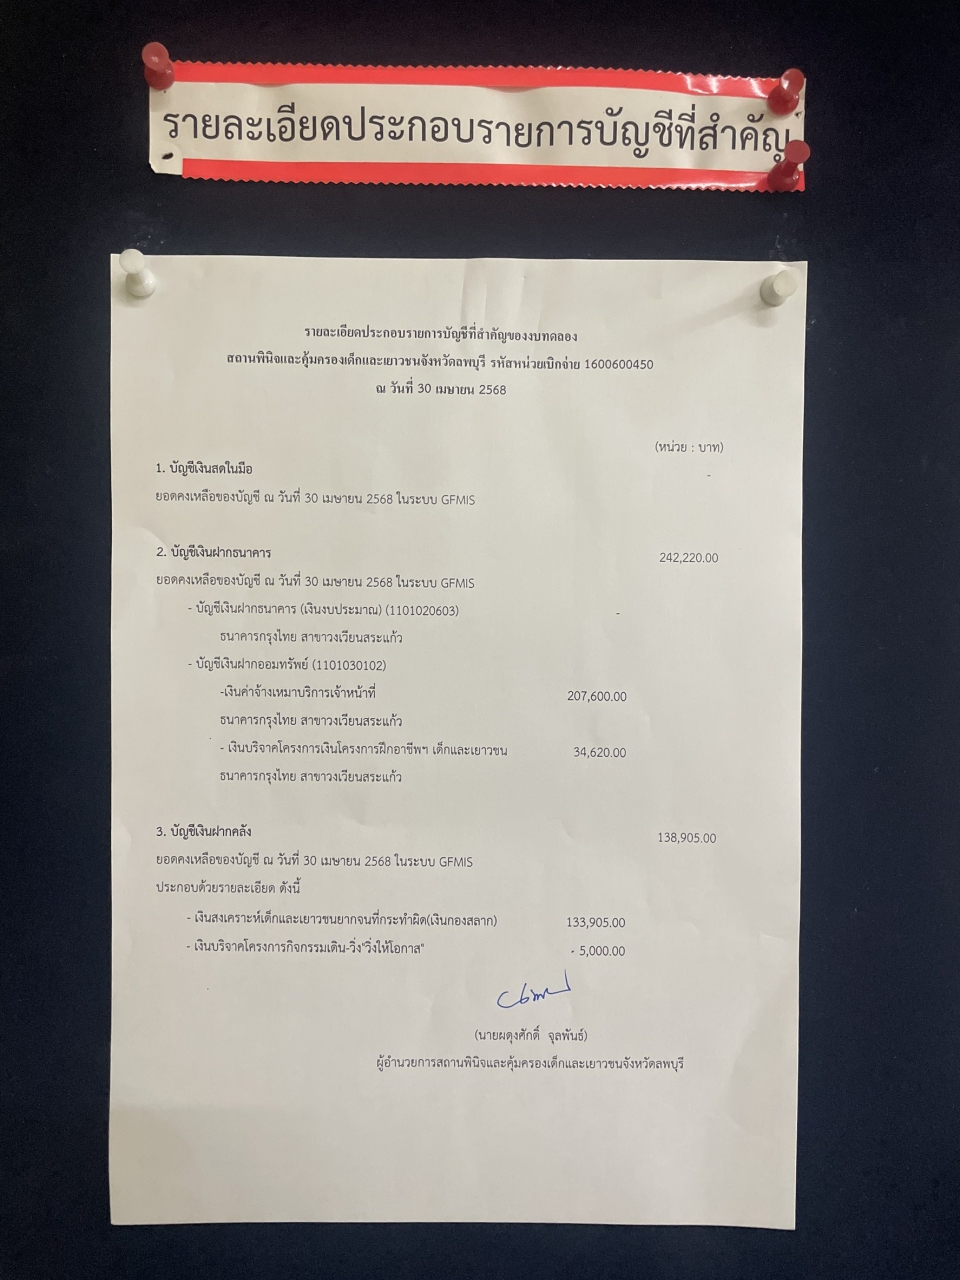 รายละเอียดประกอบรายการบัญชีที่สำคัญ
รายละเอียดประกอบรายการบัญชีที่สำคัญของงบทดลอง
สถานพินิจและคุ้มครองเด็กและเยาวชนจังหวัดลพบุรี รหัสหน่วยเบิกจ่าย 1600600450
ณ วันที่ 30 เมษายน 2568
(หน่วย : บาท)
1. บัญชีเงินสดในมือ -
ยอดคงเหลือของบัญชี ณ วันที่ 30 เมษายน 2568 ในระบบ GFMIS
2. บัญชีเงินฝากธนาคาร 242,220.00
ยอดคงเหลือของบัญชี ณ วันที่ 30 เมษายน 2568 ในระบบ GFMIS
- บัญชีเงินฝากธนาคาร (เงินงบประมาณ) (1101020603) -
ธนาคารกรุงไทย สาขาวงเวียนสระแก้ว
- บัญชีเงินฝากออมทรัพย์ (1101030102)
-เงินค่าจ้างเหมาบริการเจ้าหน้าที่ 207,600.00
ธนาคารกรุงไทย สาขาวงเวียนสระแก้ว
- เงินบริจาคโครงการเงินโครงการฝึกอาชีพฯ เด็กและเยาวชน 34,620.00
ธนาคารกรุงไทย สาขาวงเวียนสระแก้ว
3. บัญชีเงินฝากคลัง 138,905.00
ยอดคงเหลือของบัญชี ณ วันที่ 30 เมษายน 2568 ในระบบ GFMIS
ประกอบด้วยรายละเอียด ดังนี้
- เงินสงเคราะห์เด็กและเยาวชนยากจนที่กระทำผิด(เงินกองสลาก) 133,905.00
- เงินบริจาคโครงการกิจกรรมเดิน-วิ่ง"วิ่งให้โอกาส" - 5,000.00
(นายผดุงศักดิ์ จุลพันธ์)
ผู้อำนวยการสถานพินิจและคุ้มครองเด็กและเยาวชนจังหวัดลพบุรี